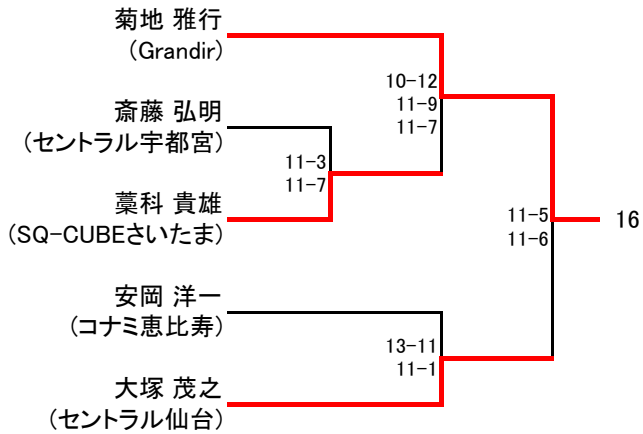 菊地 雅行
(Grandir)
10-12
11-9
11-7
斎藤 弘明
(セントラル宇都宮)
11-3
11-7
藁科 貴雄
(SQ-CUBEさいたま)
11-5
11-6
16
安岡 洋一
(コナミ恵比寿)
13-11
11-1
大塚 茂之
(セントラル仙台)